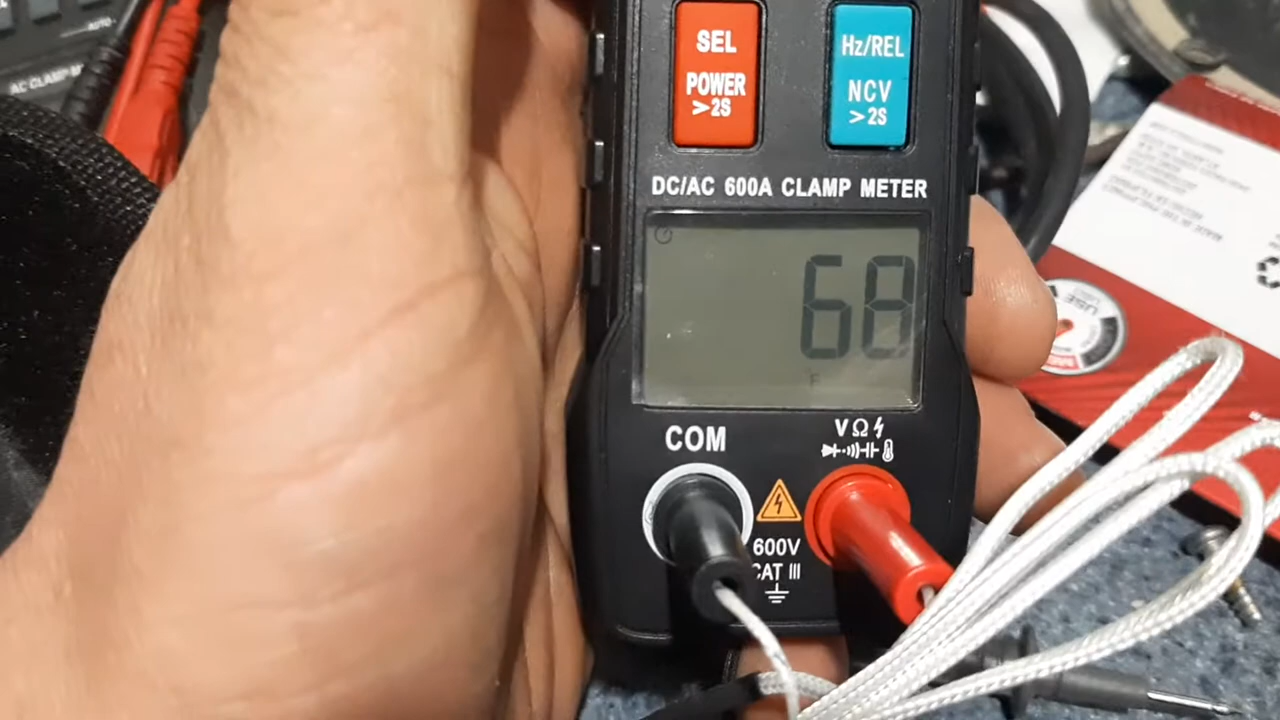 AUTO
AC CLAMP M
SEL
POWER
>2S
Hz/REL
NCV
>2S
DC/AC 600A CLAMP METER
68
F
COM
VΩ
600V
CAT III